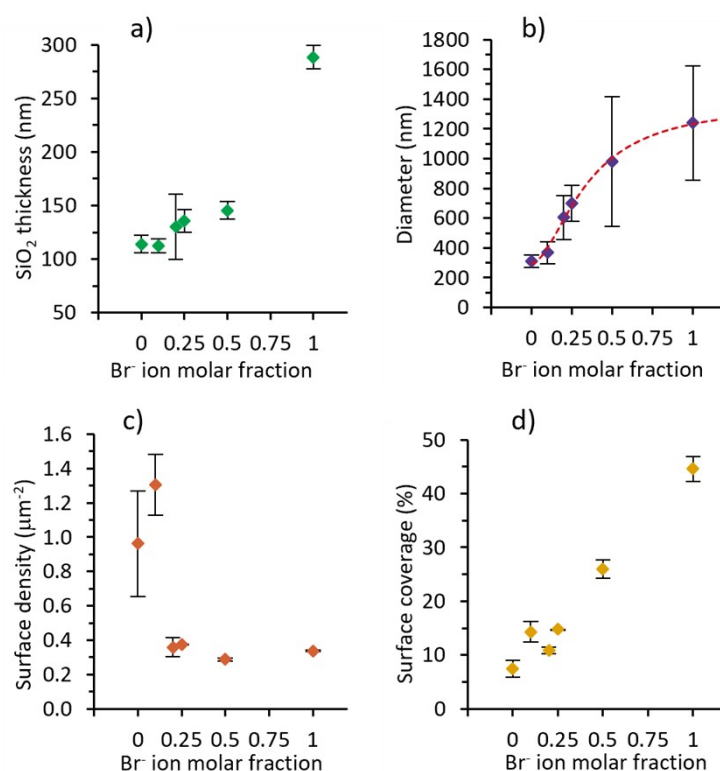 a)
300
250
200
150
100
50
SiO₂ thickness (nm)
0 0.25 0.5 0.75 1
Br⁻ ion molar fraction
b)
1800
1600
1400
1200
1000
800
600
400
200
0
Diameter (nm)
0 0.25 0.5 0.75 1
Br⁻ ion molar fraction
c)
1.6
1.4
1.2
1.0
0.8
0.6
0.4
0.2
0.0
Surface density (μm⁻²)
0 0.25 0.5 0.75 1
Br⁻ ion molar fraction
d)
50
40
30
20
10
0
Surface coverage (%)
0 0.25 0.5 0.75 1
Br⁻ ion molar fraction